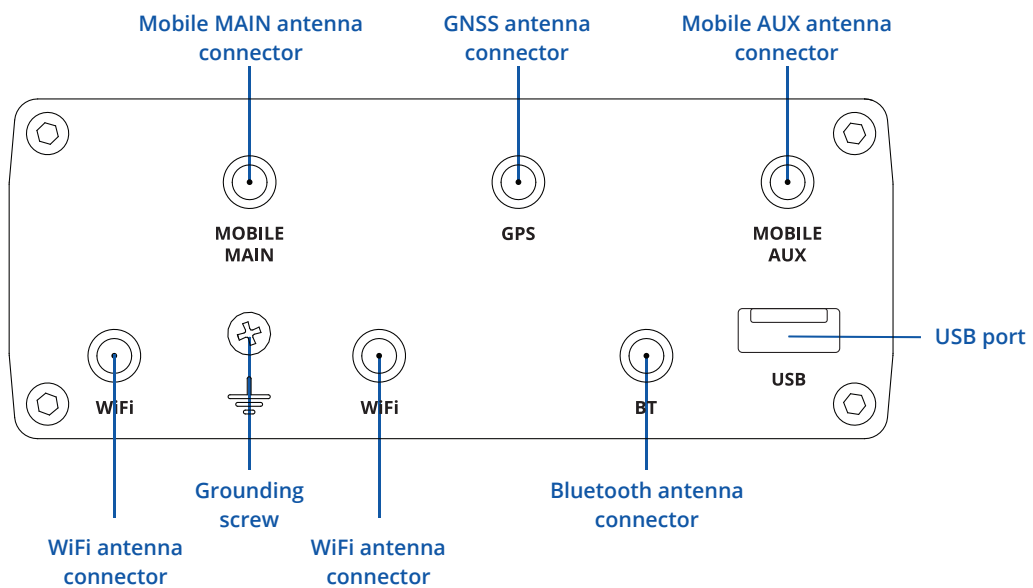 Mobile MAIN antenna
connector
GNSS antenna
connector
Mobile AUX antenna
connector
MOBILE
MAIN
GPS
MOBILE
AUX
USB port
USB
WiFi
WiFi
BT
Grounding
screw
Bluetooth antenna
connector
WiFi antenna
connector
WiFi antenna
connector